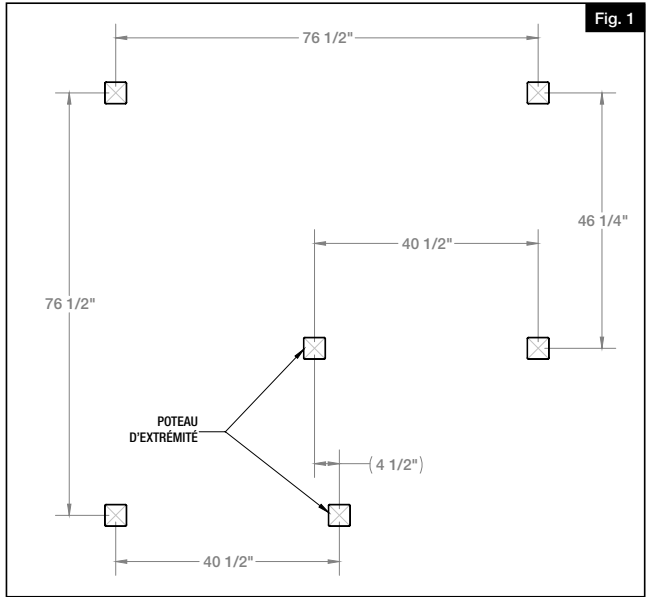 Fig. 1
76 1/2"
46 1/4"
40 1/2"
76 1/2"
POTEAU
D'EXTRÉMITÉ
(4 1/2")
40 1/2"